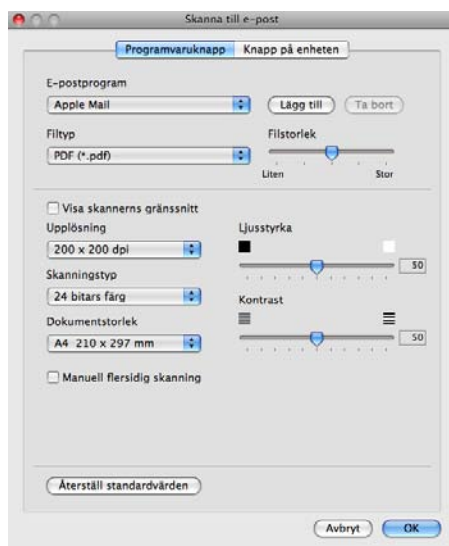 Skanna till e-post
Programvaruknapp Knapp på enheten
E-postprogram
Apple Mail Lägg till Ta bort
Filtyp Filstorlek
PDF (*.pdf)
Liten Stor
Visa skannerns gränssnitt
Upplösning Ljusstyrka
200 x 200 dpi
50
Skanningstyp
24 bitars färg Kontrast
Dokumentstorlek
A4 210 x 297 mm 50
Manuell flersidig skanning
Återställ standardvärden
Avbryt OK